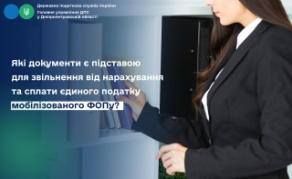 Державна податкова служба України
Головне управління ДПС
у Дніпропетровській області
Які документи є підставою
для звільнення від нарахування
та сплати єдиного податку
мобілізованого ФОПу?